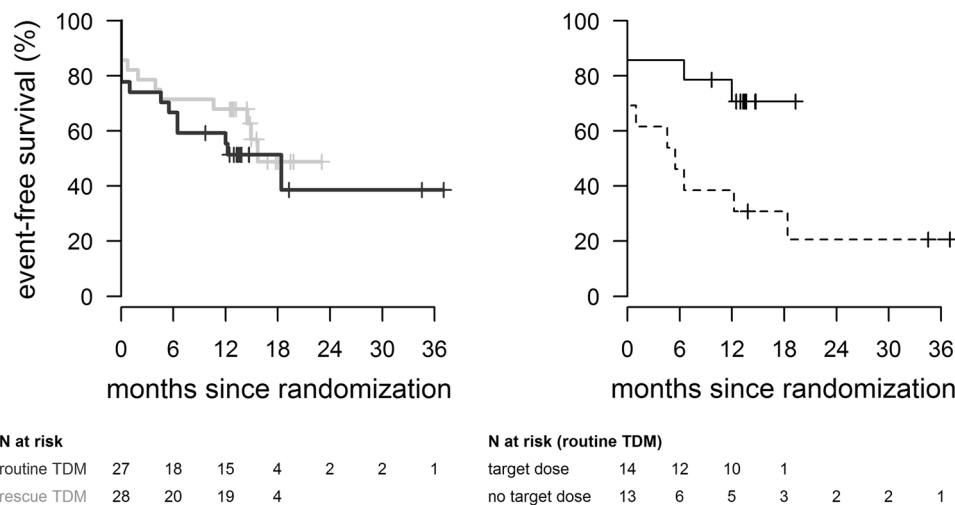 event-free survival (%)
100
80
60
40
20
0
0 6 12 18 24 30 36
months since randomization
N at risk
routine TDM 27 18 15 4 2 2 1
rescue TDM 28 20 19 4
100
80
60
40
20
0
0 6 12 18 24 30 36
months since randomization
N at risk (routine TDM)
target dose 14 12 10 1
no target dose 13 6 5 3 2 2 1